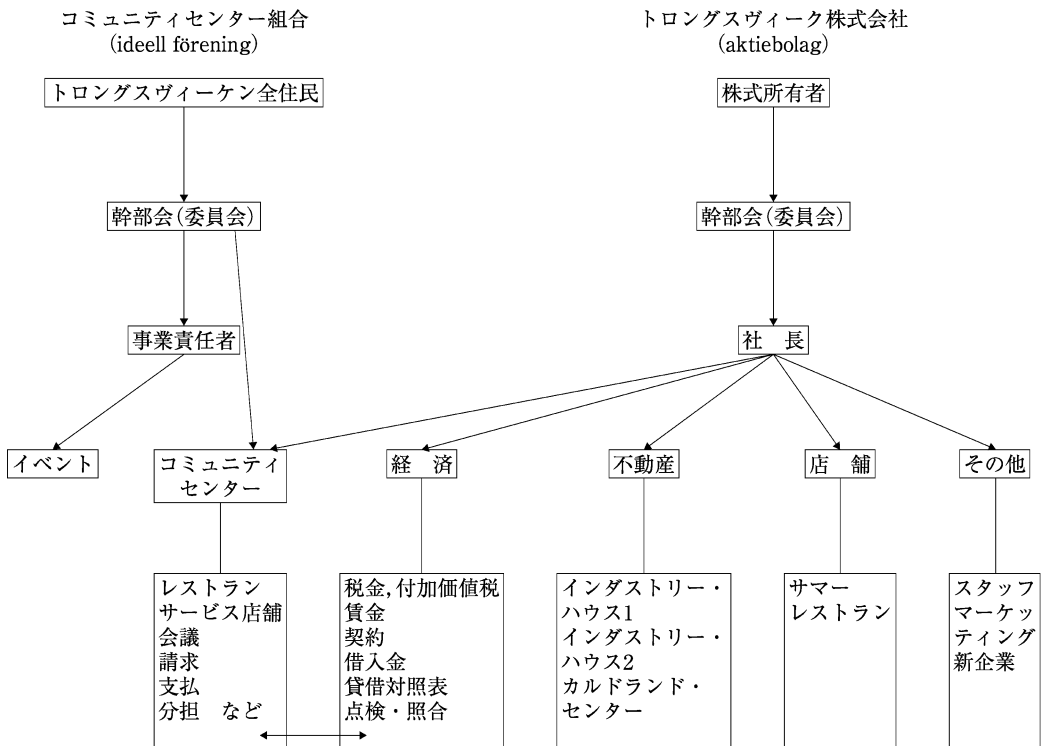 コミュニティセンター組合
(ideell förening)
トロングスヴィーク株式会社
(aktiebolag)
トロングスヴィーケン全住民
株式所有者
幹部会(委員会)
幹部会(委員会)
事業責任者
社　長
イベント
コミュニティ
センター
経　済
不動産
店　舗
その他
レストラン
サービス店舗
会議
請求
支払
分担　など
税金,付加価値税
賃金
契約
借入金
貸借対照表
点検・照合
インダストリー・
ハウス1
インダストリー・
ハウス2
カルドランド・
センター
サマー
レストラン
スタッフ
マーケッ
ティング
新企業